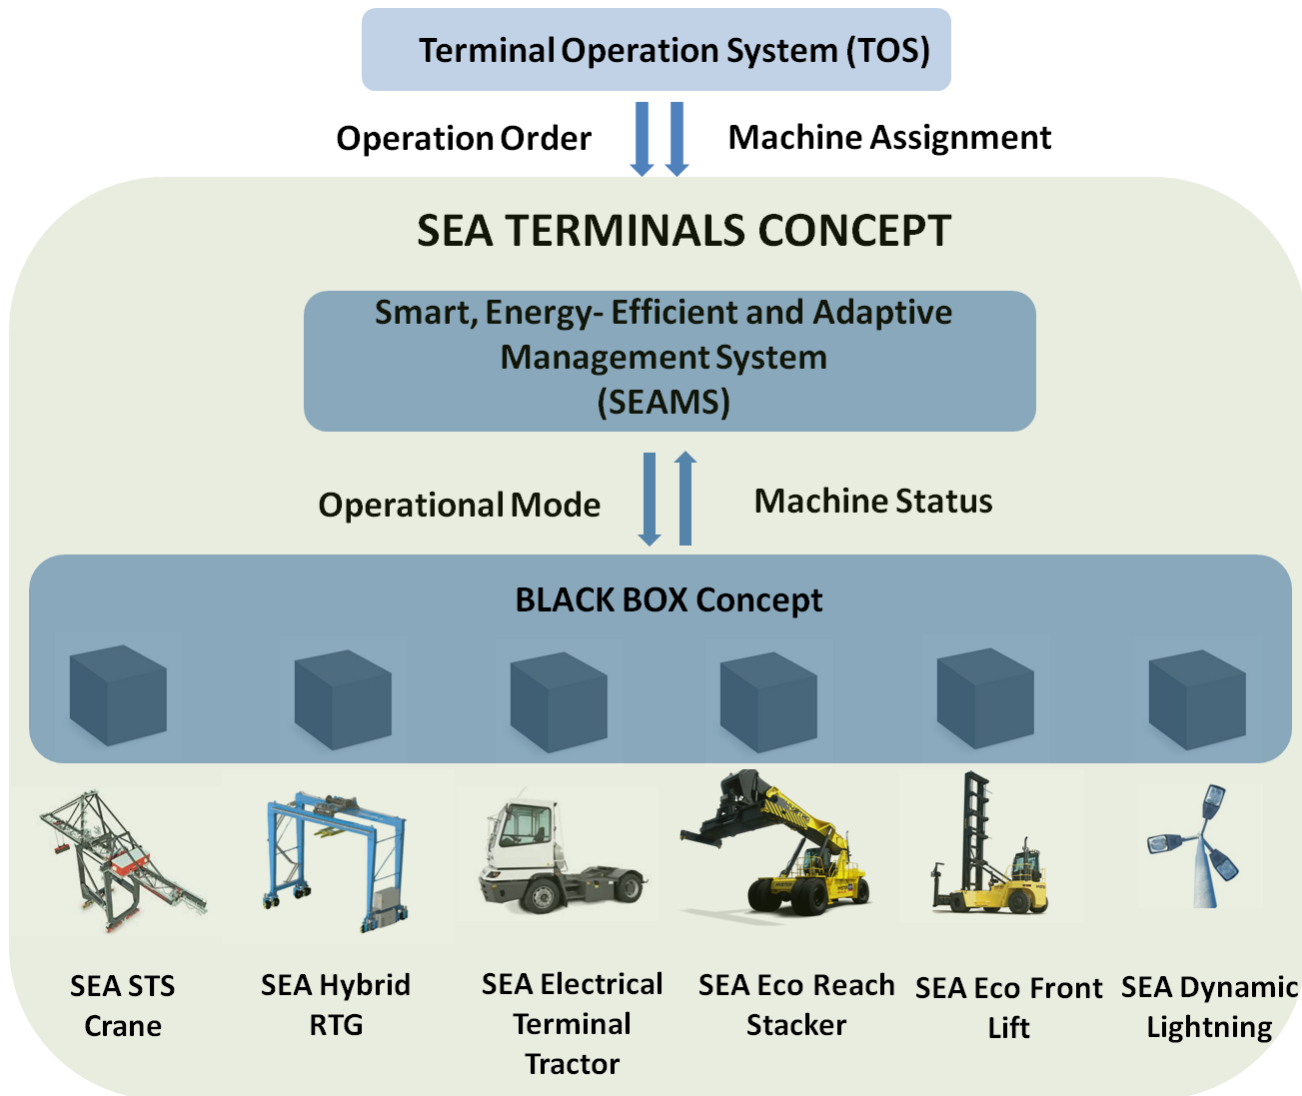 Terminal Operation System (TOS)
Operation Order
Machine Assignment
SEA TERMINALS CONCEPT
Smart, Energy- Efficient and Adaptive
Management System
(SEAMS)
Operational Mode
Machine Status
BLACK BOX Concept
SEA STS
Crane
SEA Hybrid
RTG
SEA Electrical
Terminal
Tractor
SEA Eco Reach
Stacker
SEA Eco Front
Lift
SEA Dynamic
Lightning